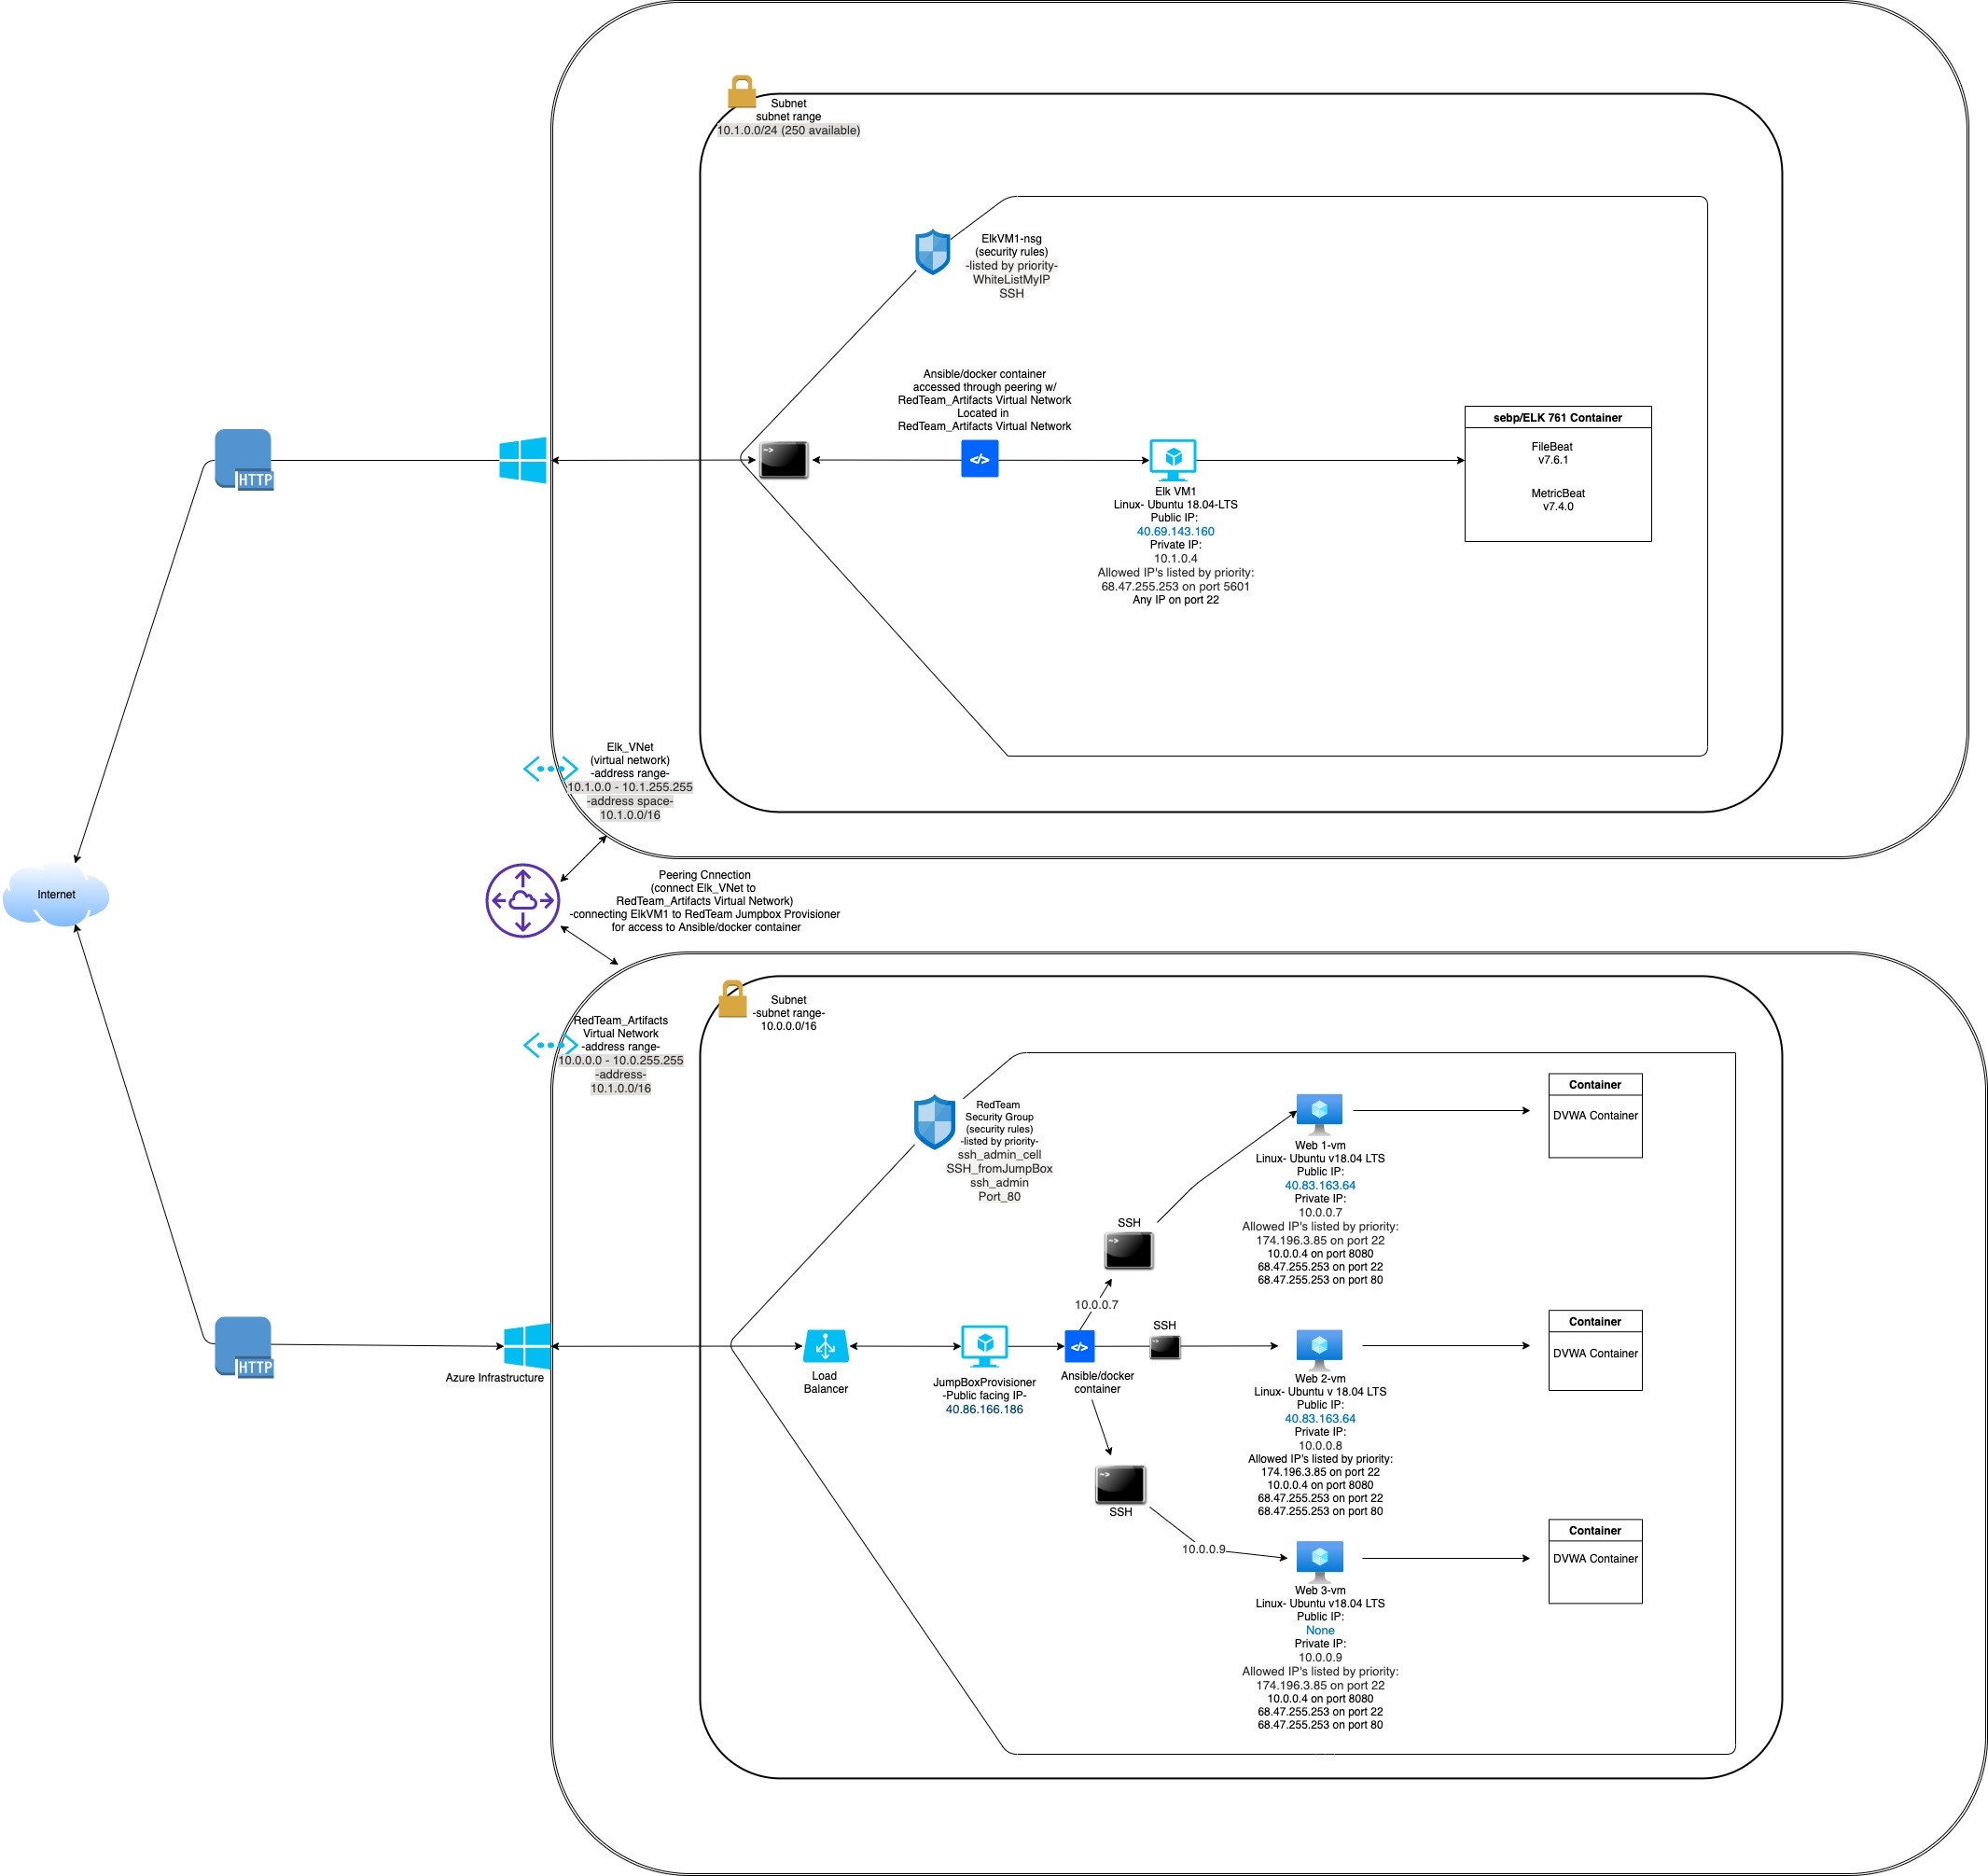 Subnet
subnet range
10.1.0.0/24 (250 available)
ElkVM1-nsg
(security rules)
-listed by priority-
WhiteListMyIP
SSH
Ansible/docker container
accessed through peering w/
RedTeam_Artifacts Virtual Network
Located in
RedTeam_Artifacts Virtual Network
sebp/ELK 761 Container
FileBeat
v7.6.1
MetricBeat
v7.4.0
HTTP
Elk VM1
Linux- Ubuntu 18.04-LTS
Public IP:
40.69.143.160
Private IP:
10.1.0.4
Allowed IP's listed by priority:
68.47.255.253 on port 5601
Any IP on port 22
Elk_VNet
(virtual network)
-address range-
10.1.0.0 - 10.1.255.255
-address space-
10.1.0.0/16
Internet
Peering Cnnection
(connect Elk_VNet to
RedTeam_Artifacts Virtual Network)
-connecting ElkVM1 to RedTeam Jumpbox Provisioner
for access to Ansible/docker container
Subnet
-subnet range-
10.0.0.0/16
RedTeam_Artifacts
Virtual Network
-address range-
10.0.0.0 - 10.0.255.255
-address-
10.1.0.0/16
RedTeam
Security Group
(security rules)
-listed by priority-
ssh_admin_cell
SSH_fromJumpBox
ssh_admin
Port_80
Container
DVWA Container
Web 1-vm
Linux- Ubuntu v18.04 LTS
Public IP:
40.83.163.64
Private IP:
10.0.0.7
Allowed IP's listed by priority:
174.196.3.85 on port 22
10.0.0.4 on port 8080
68.47.255.253 on port 22
68.47.255.253 on port 80
SSH
10.0.0.7
SSH
Container
DVWA Container
HTTP
Azure Infrastructure
Load
Balancer
JumpBoxProvisioner
-Public facing IP-
40.86.166.186
</>
Ansible/docker
container
Web 2-vm
Linux- Ubuntu v 18.04 LTS
Public IP:
40.83.163.64
Private IP:
10.0.0.8
Allowed IP's listed by priority:
174.196.3.85 on port 22
10.0.0.4 on port 8080
68.47.255.253 on port 22
68.47.255.253 on port 80
SSH
10.0.0.9
Container
DVWA Container
Web 3-vm
Linux- Ubuntu v18.04 LTS
Public IP:
None
Private IP:
10.0.0.9
Allowed IP's listed by priority:
174.196.3.85 on port 22
10.0.0.4 on port 8080
68.47.255.253 on port 22
68.47.255.253 on port 80